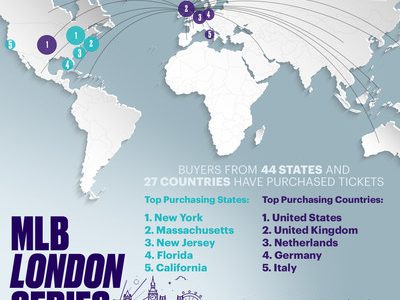 2
3
4
5
1
1
2
3
4
5
BUYERS FROM 44 STATES AND
27 COUNTRIES HAVE PURCHASED TICKETS
Top Purchasing States:
1. New York
2. Massachusetts
3. New Jersey
4. Florida
5. California
Top Purchasing Countries:
1. United States
2. United Kingdom
3. Netherlands
4. Germany
5. Italy
MLB
LONDON
SERIES